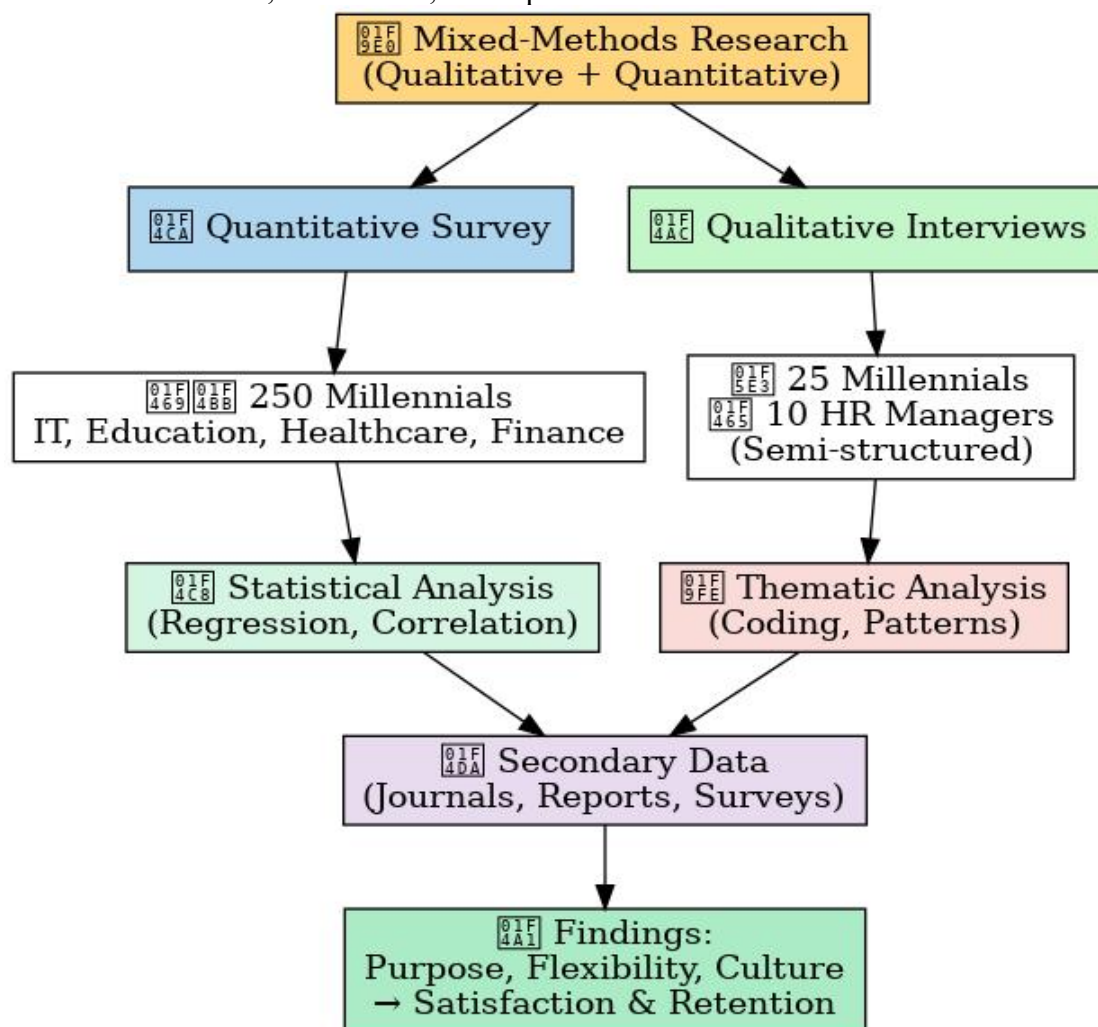 Mixed-Methods Research
(Qualitative + Quantitative)
Quantitative Survey
Qualitative Interviews
250 Millennials
IT, Education, Healthcare, Finance
25 Millennials
10 HR Managers
(Semi-structured)
Statistical Analysis
(Regression, Correlation)
Thematic Analysis
(Coding, Patterns)
Secondary Data
(Journals, Reports, Surveys)
Findings:
Purpose, Flexibility, Culture
→ Satisfaction & Retention